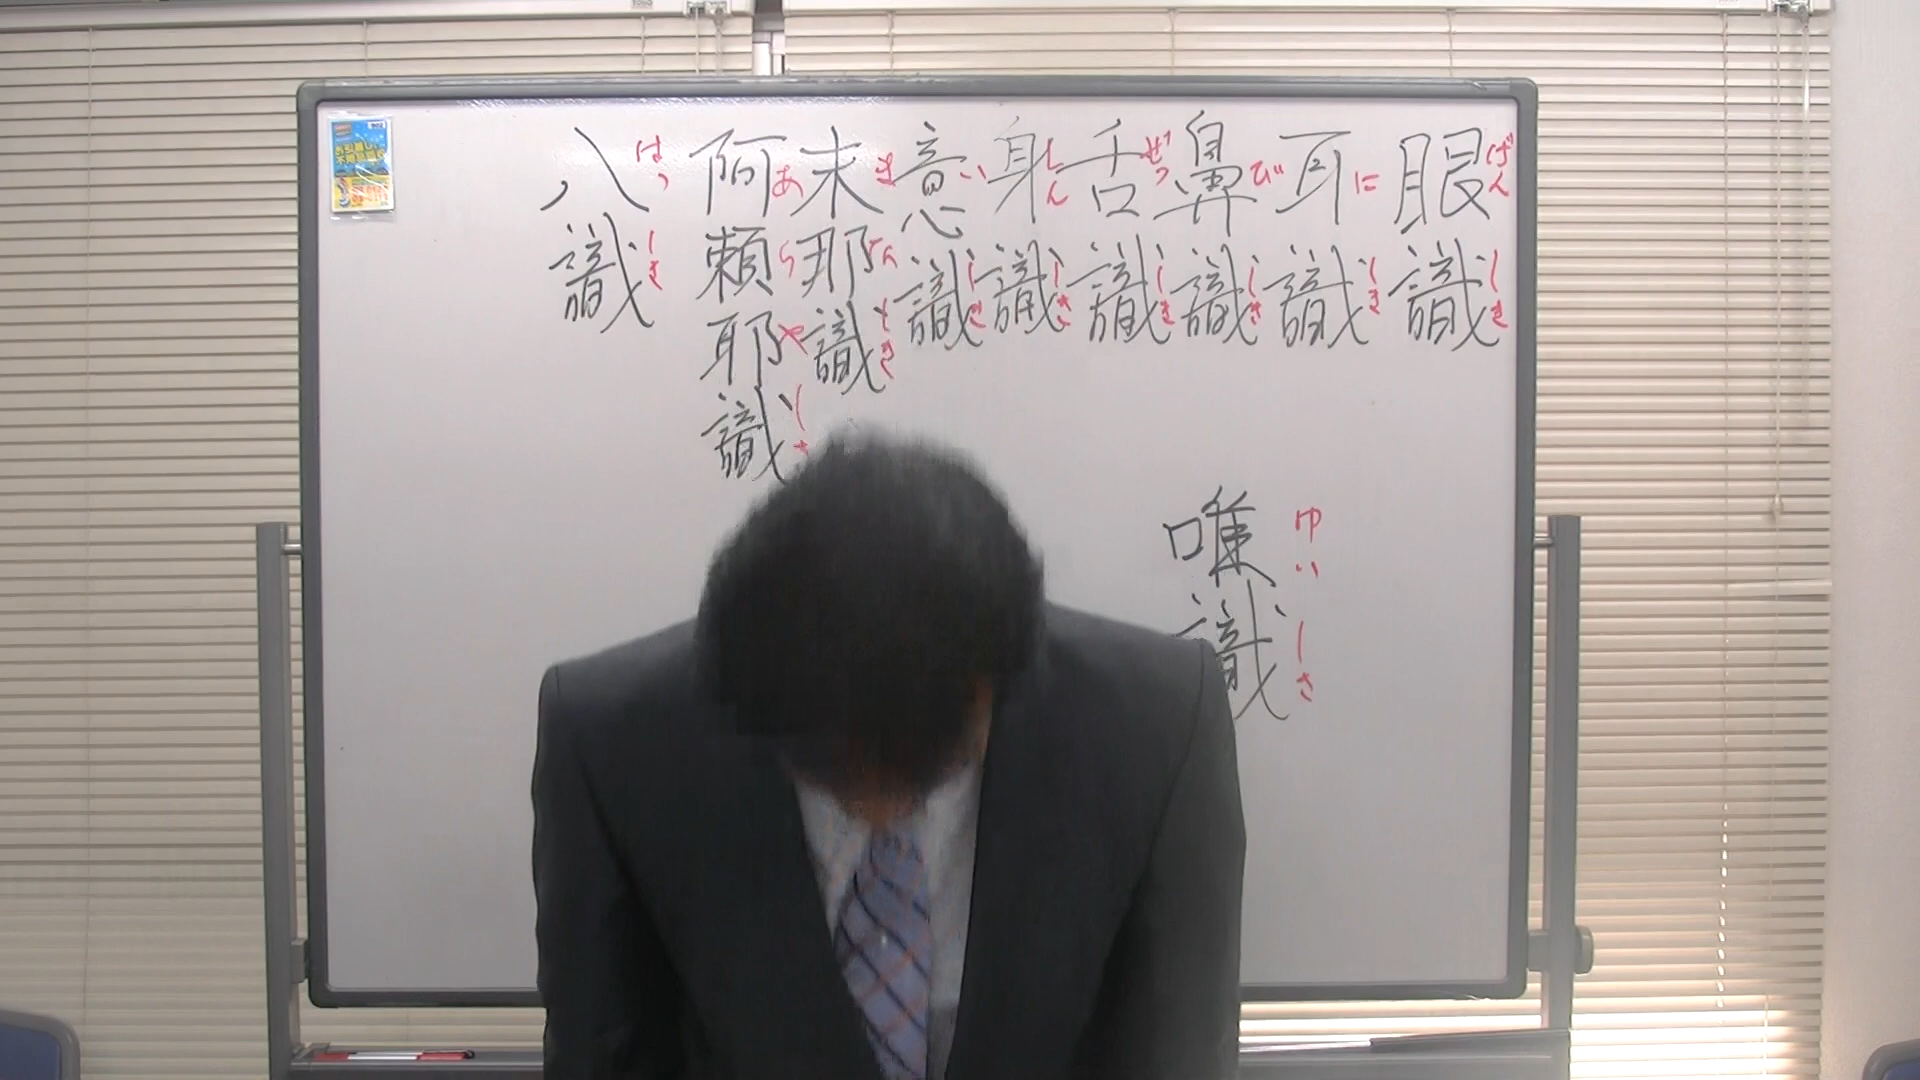 眼識 げんしき
耳識 にしき
鼻識 びしき
舌識 ぜつしき
身識 しんしき
意識 いしき
末那識 まなしき
阿頼耶識 あらやしき
八識 はっしき
唯識 ゆいしき